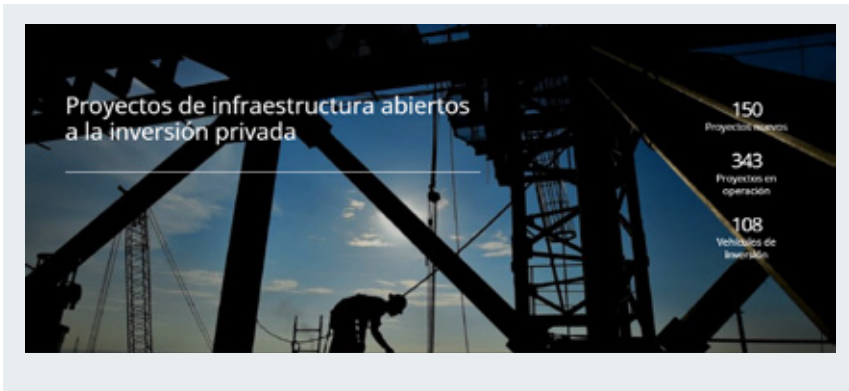 Proyectos de infraestructura abiertos
a la inversión privada
150
Proyectos nuevos
343
Proyectos en
operación
108
Vehículos de
inversión